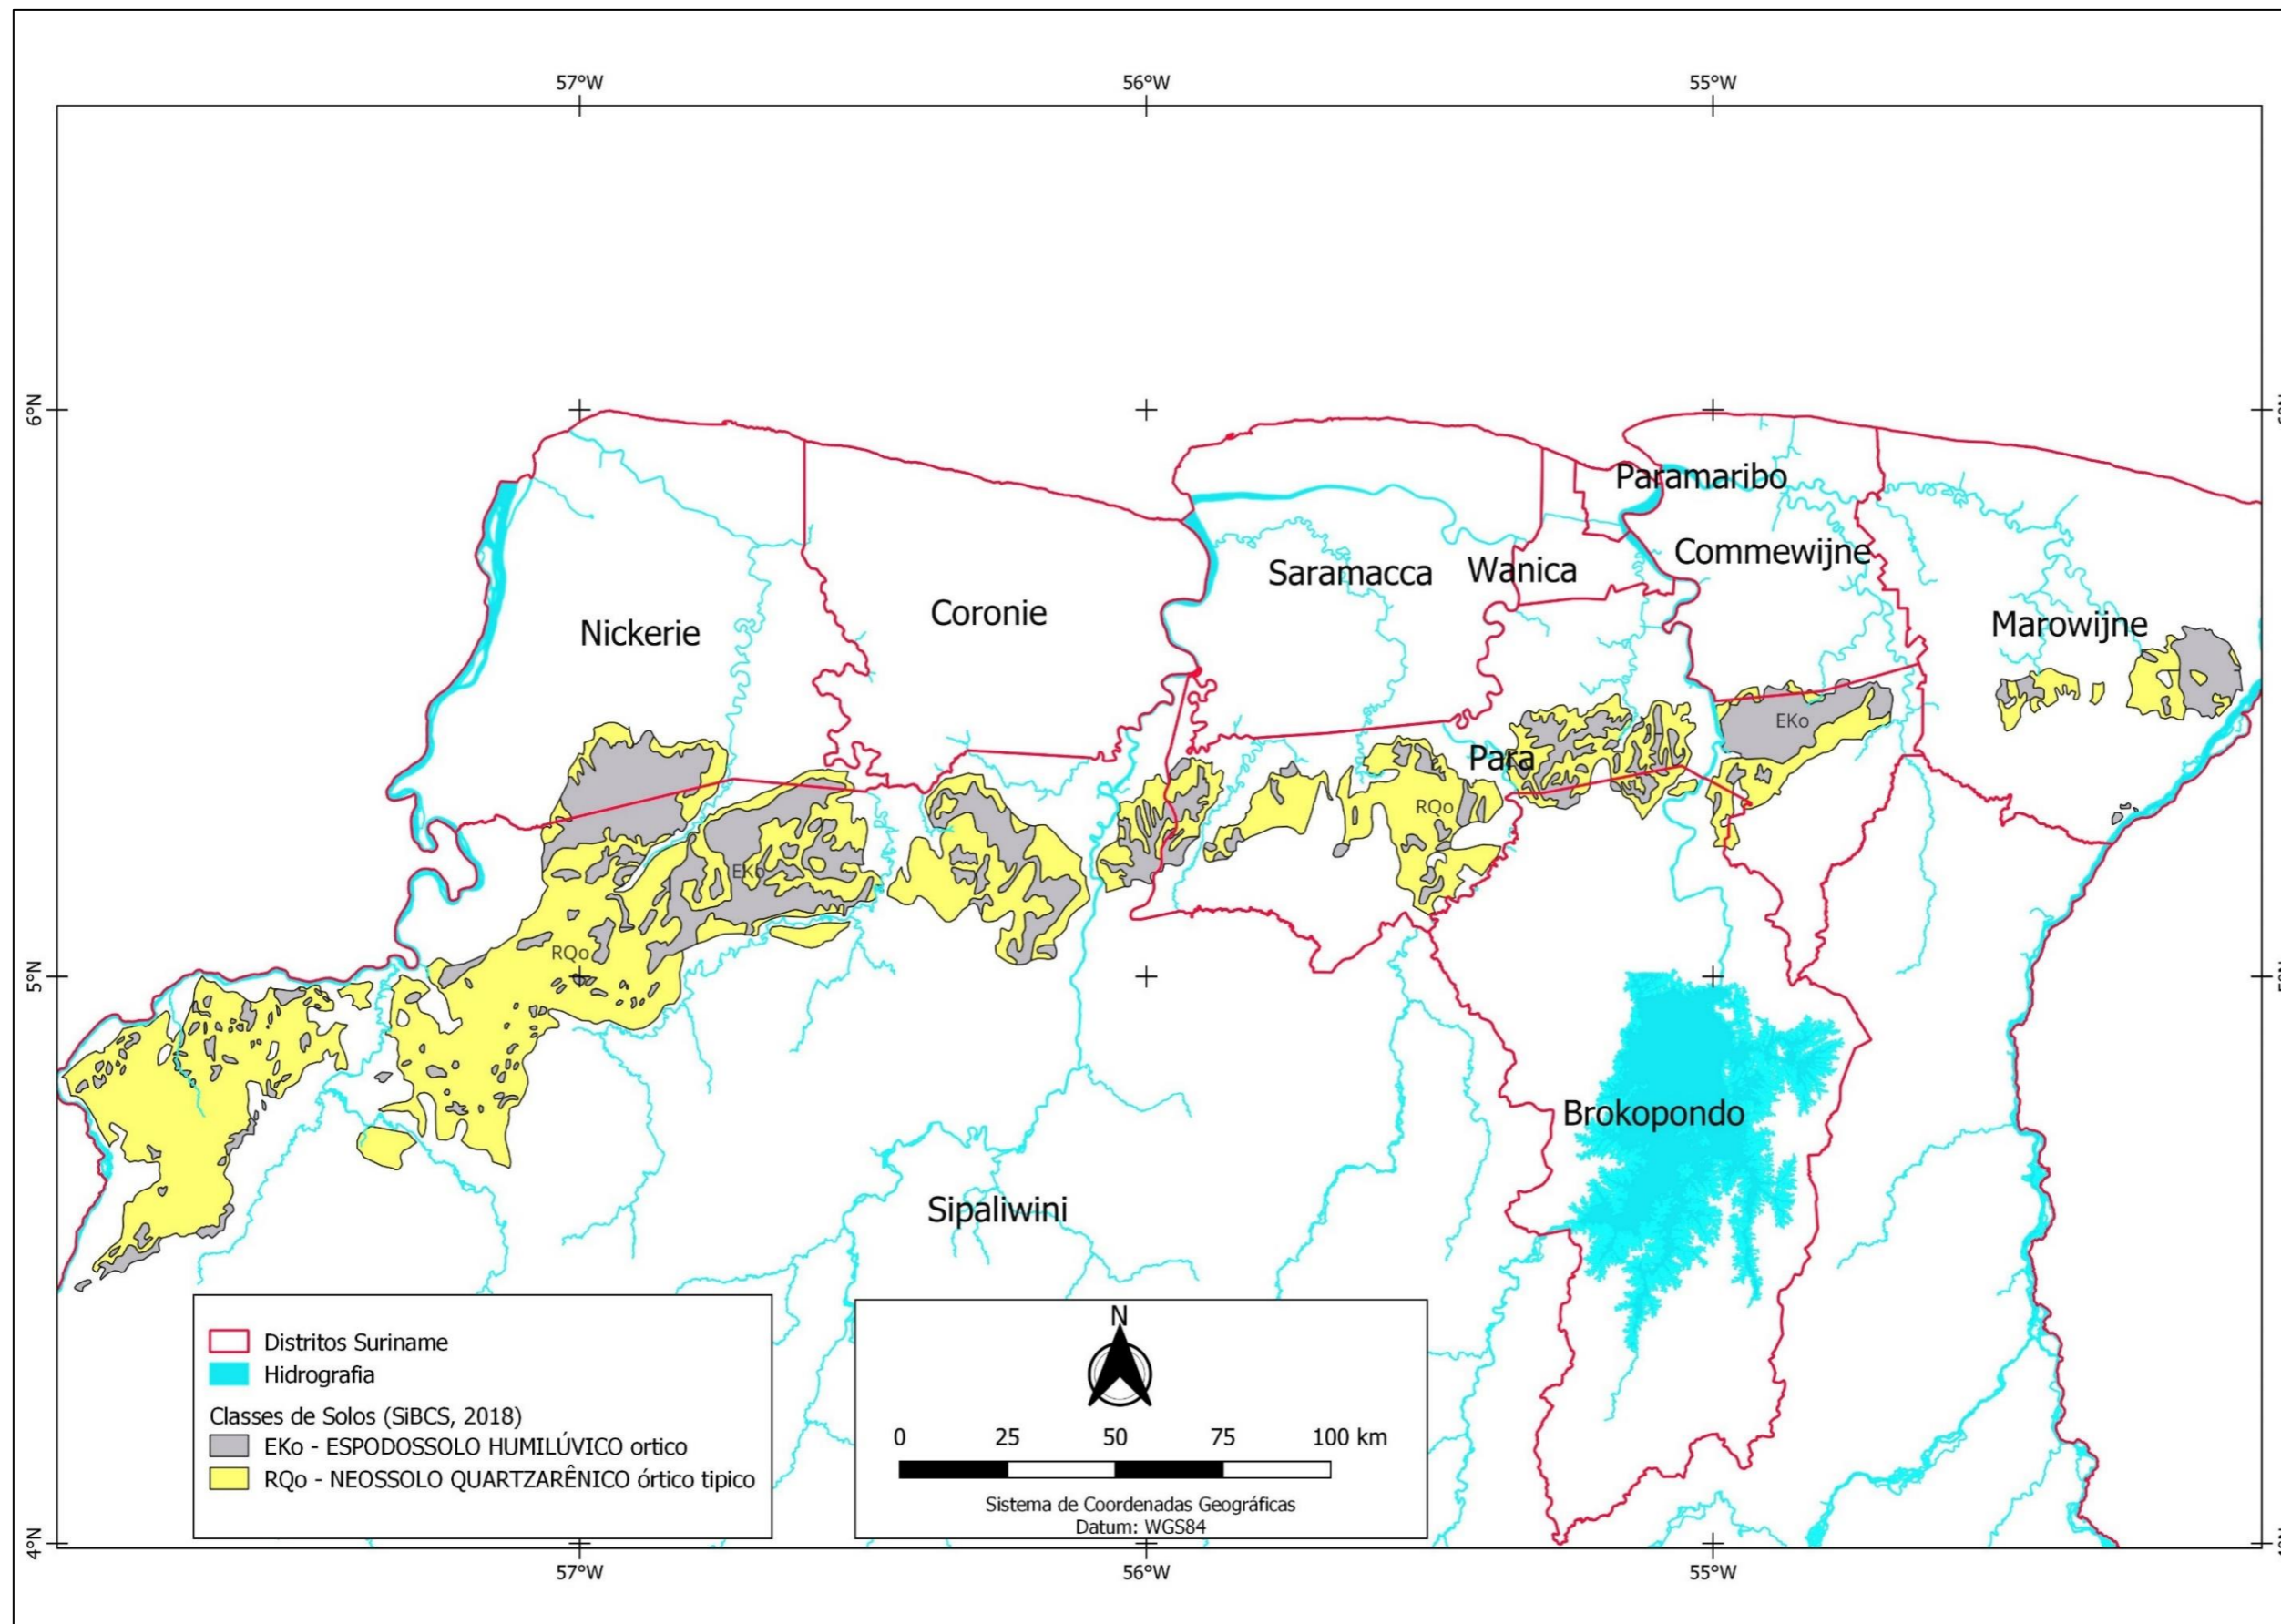 57°W
56°W
55°W
6°N
Paramaribo
Commewijne
Saramacca
Wanica
Coronie
Marowijne
Nickerie
EKo
Para
RQo
EKo
RQo
5°N
Brokopondo
Sipaliwini
Distritos Suriname
Hidrografia
Classes de Solos (SiBCS, 2018)
EKo - ESPODOSSOLO HUMILÚVICO ortico
RQo - NEOSSOLO QUARTZARÊNICO órtico tipico
N
0 25 50 75 100 km
Sistema de Coordenadas Geográficas
Datum: WGS84
4°N
57°W
56°W
55°W